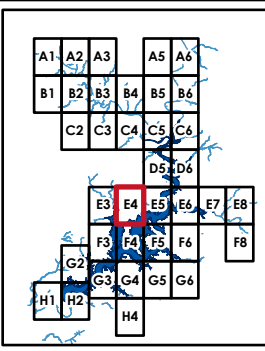 A1 A2 A3 A5 A6
B1 B2 B3 B4 B5 B6
C2 C3 C4 C5 C6
D5 D6
E3 E4 E5 E6 E7 E8
F3 F4 F5 F6 F8
G2 G3 G4 G5 G6
H1 H2
H4